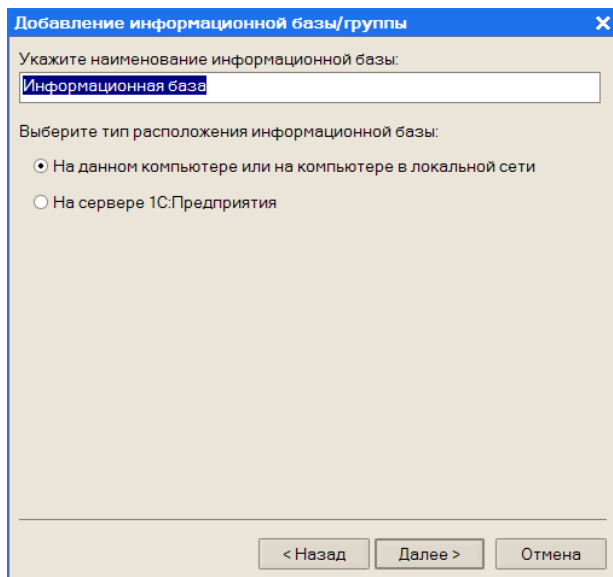 Добавление информационной базы/группы
Укажите наименование информационной базы:
Информационная база
Выберите тип расположения информационной базы:
На данном компьютере или на компьютере в локальной сети
На сервере 1С:Предприятия
< Назад
Далее >
Отмена